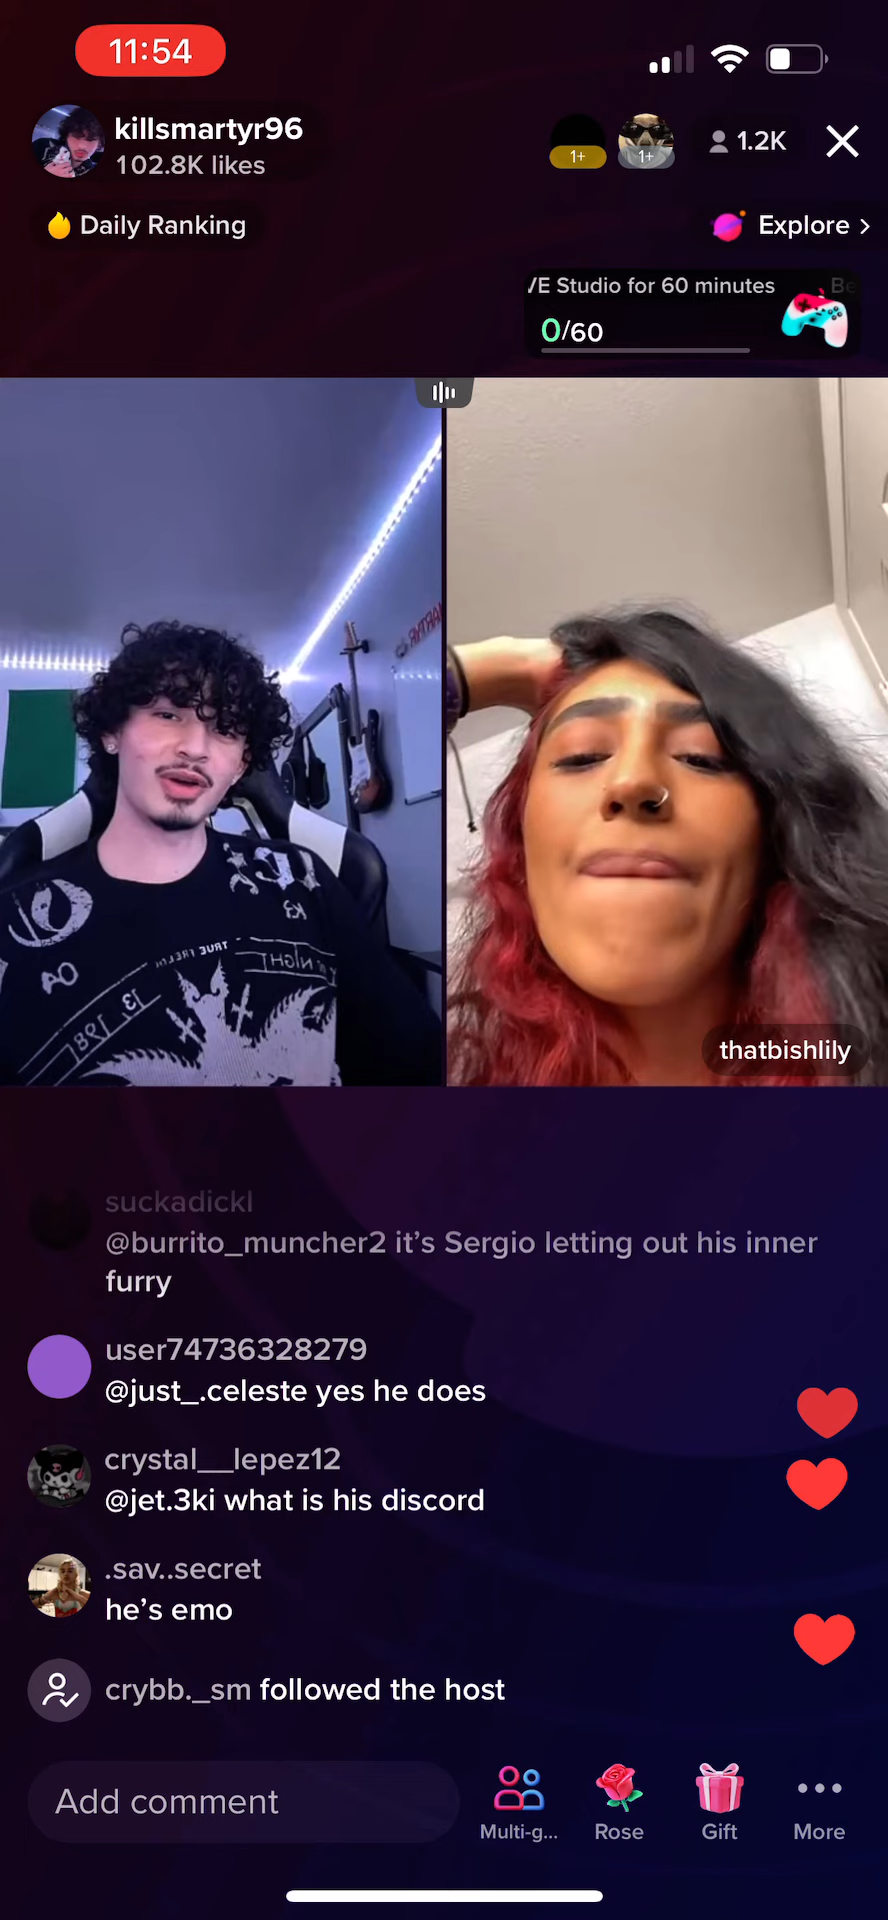 11:54
killsmartyr96
102.8K likes
1+
1+
1.2K
Daily Ranking
Explore >
/E Studio for 60 minutes
Be
0/60
thatbishlily
suckadickl
@burrito_muncher2 it's Sergio letting out his inner
furry
user74736328279
@just_.celeste yes he does
crystal__lepez12
@jet.3ki what is his discord
.sav..secret
he's emo
crybb._sm followed the host
Add comment
Multi-g...
Rose
Gift
More